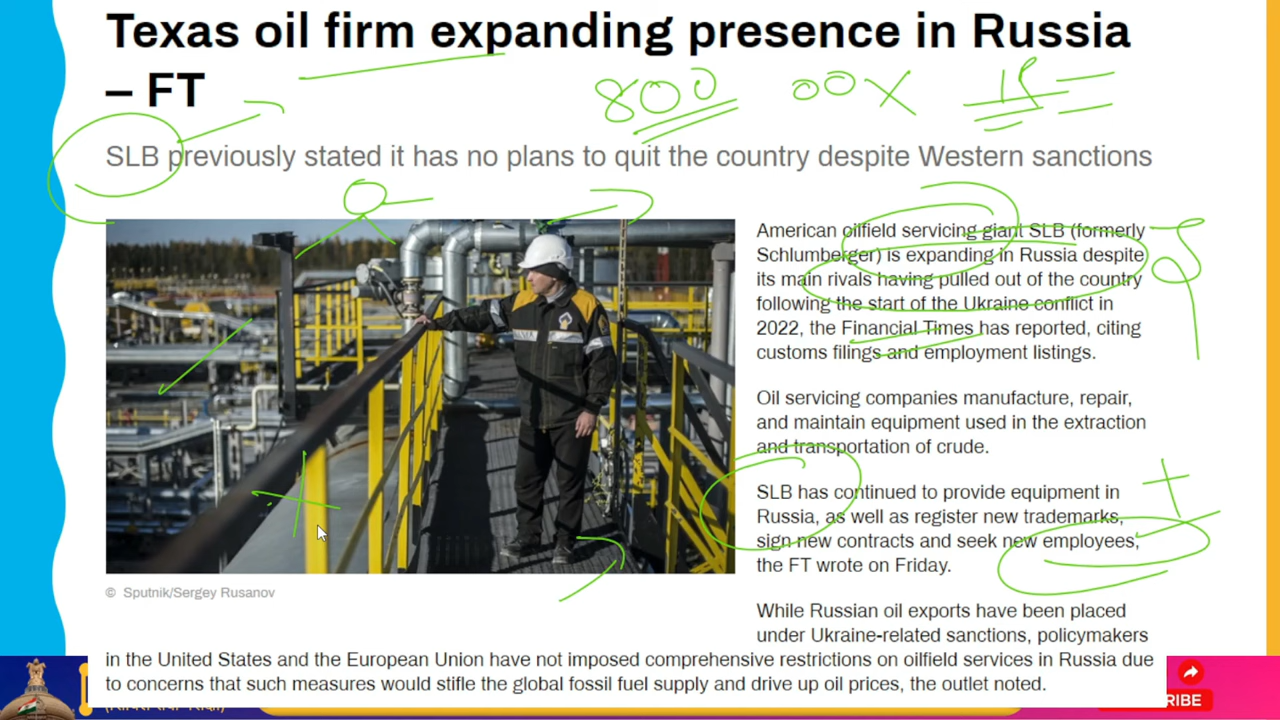 Texas oil firm expanding presence in Russia
– FT
800 00X
SLB previously stated it has no plans to quit the country despite Western sanctions
American oilfield servicing giant SLB (formerly
Schlumberger) is expanding in Russia despite
its main rivals having pulled out of the country
following the start of the Ukraine conflict in
2022, the Financial Times has reported, citing
customs filings and employment listings.
Oil servicing companies manufacture, repair,
and maintain equipment used in the extraction
and transportation of crude.
SLB has continued to provide equipment in
Russia, as well as register new trademarks,
sign new contracts and seek new employees,
the FT wrote on Friday.
© Sputnik/Sergey Rusanov
While Russian oil exports have been placed
under Ukraine-related sanctions, policymakers
in the United States and the European Union have not imposed comprehensive restrictions on oilfield services in Russia due
to concerns that such measures would stifle the global fossil fuel supply and drive up oil prices, the outlet noted.
RIBE